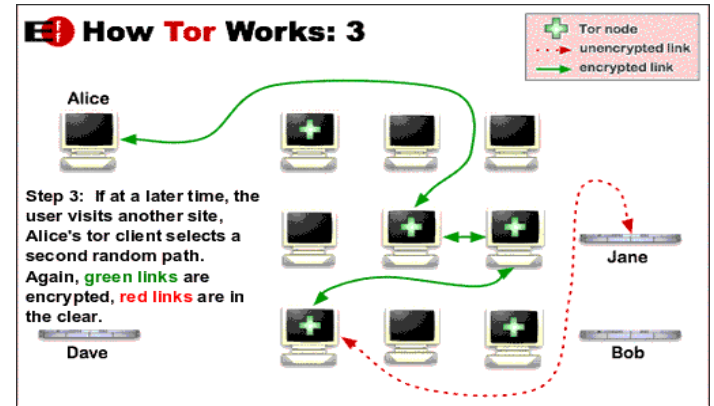 EFF How Tor Works: 3
Tor node
unencrypted link
encrypted link
Alice
Step 3: If at a later time, the
user visits another site,
Alice's tor client selects a
second random path.
Again, green links are
encrypted, red links are in
the clear.
Jane
Dave
Bob